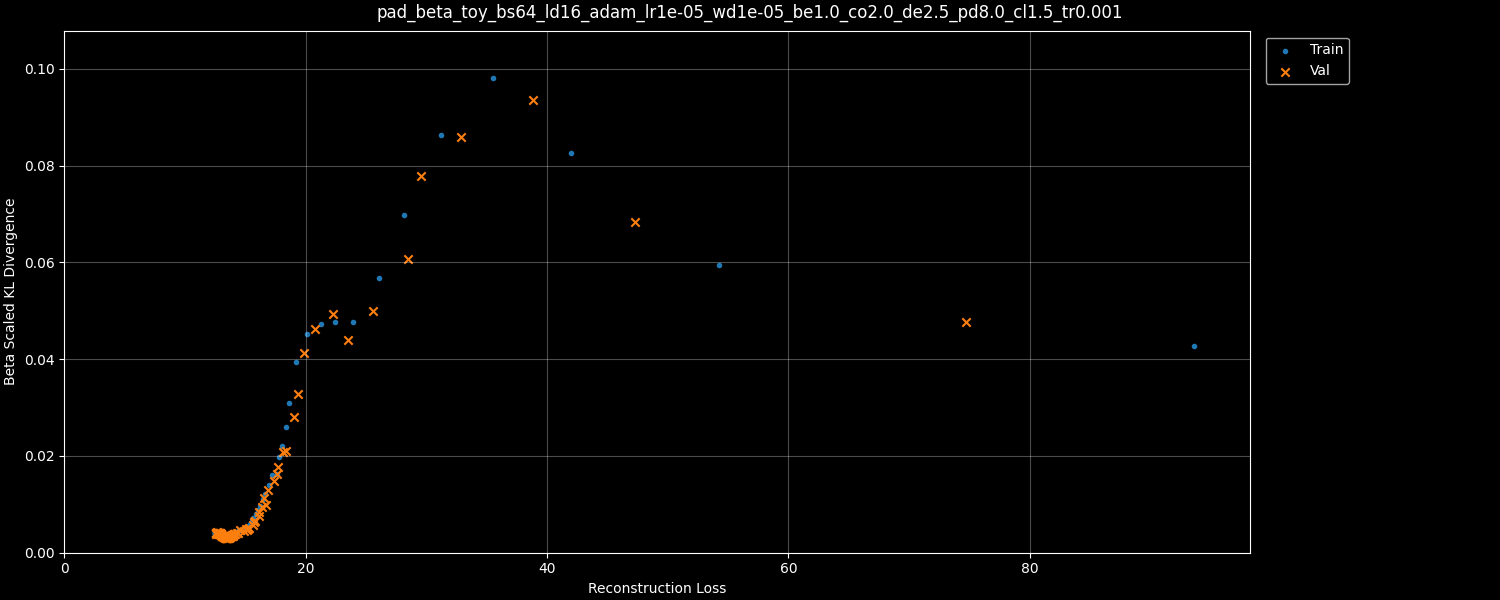 pad_beta_toy_bs64_ld16_adam_lr1e-05_wd1e-05_be1.0_co2.0_de2.5_pd8.0_cl1.5_tr0.001
Train
Val
Beta Scaled KL Divergence
0.10
0.08
0.06
0.04
0.02
0.00
0
20
40
60
80
Reconstruction Loss